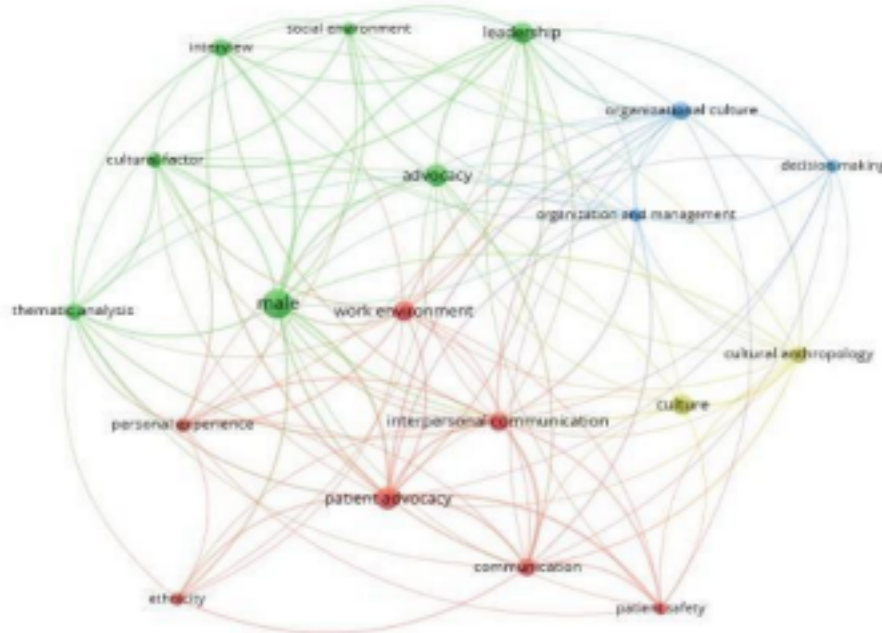 social environment
leadership
interview
organizational culture
cultural factor
decision making
advocacy
organization and management
male
work environment
thematic analysis
cultural anthropology
culture
personal experience
interpersonal communication
patient advocacy
communication
ethnicity
patient safety